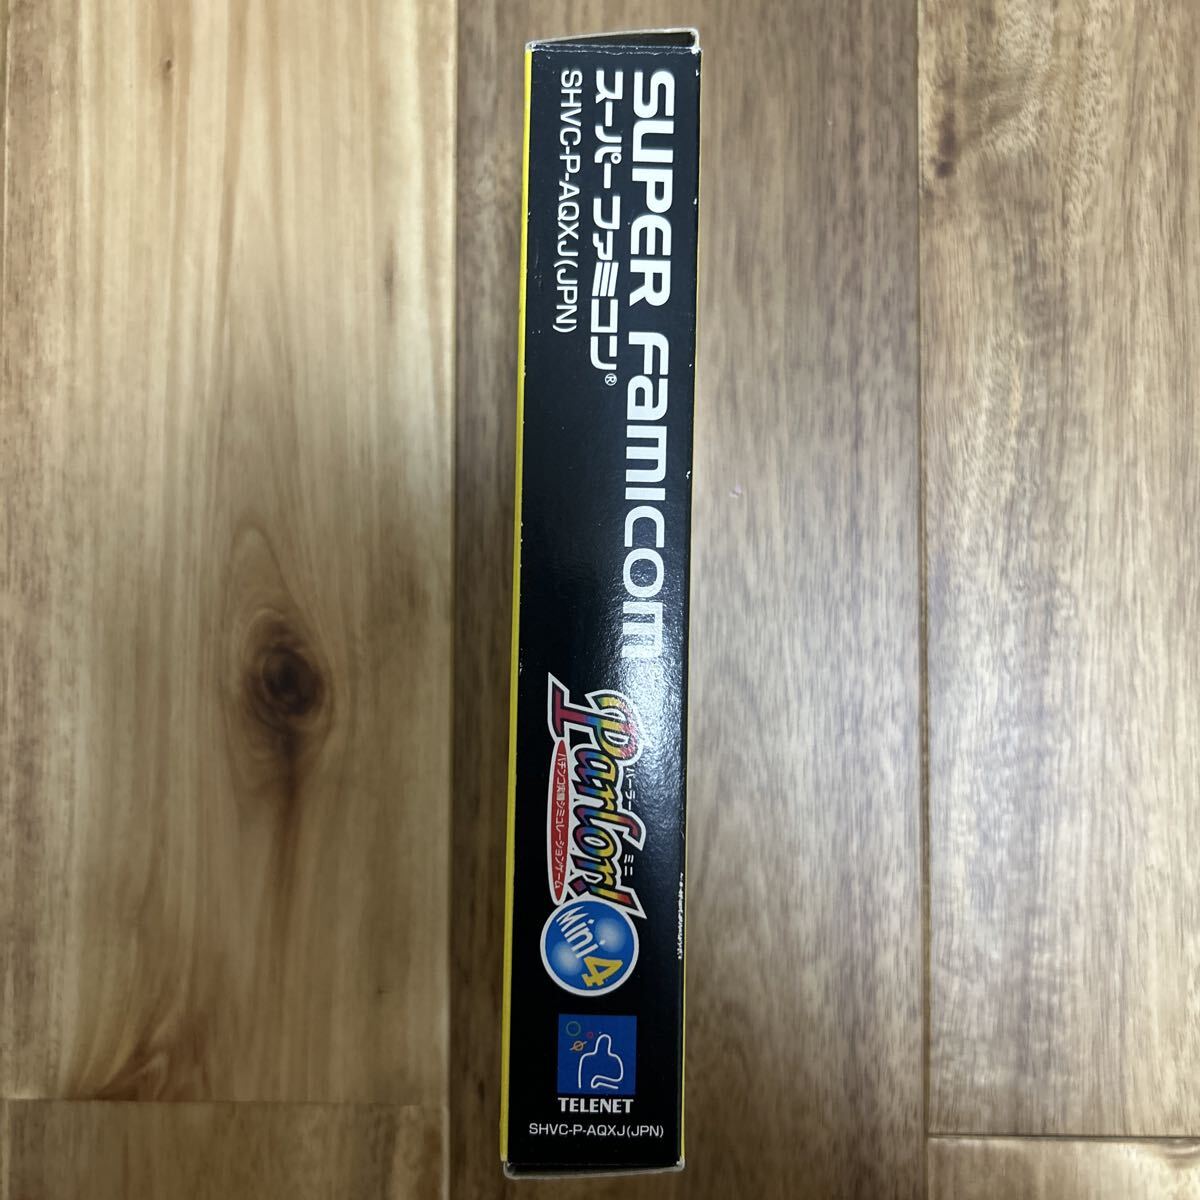 SUPER FAMICOM
スーパーファミコン®
SHVC-P-AQXJ(JPN)
パーラー ミニ
Parlor!
Mini4
パチンコ実機シミュレーションゲーム
TELENET
SHVC-P-AQXJ(JPN)